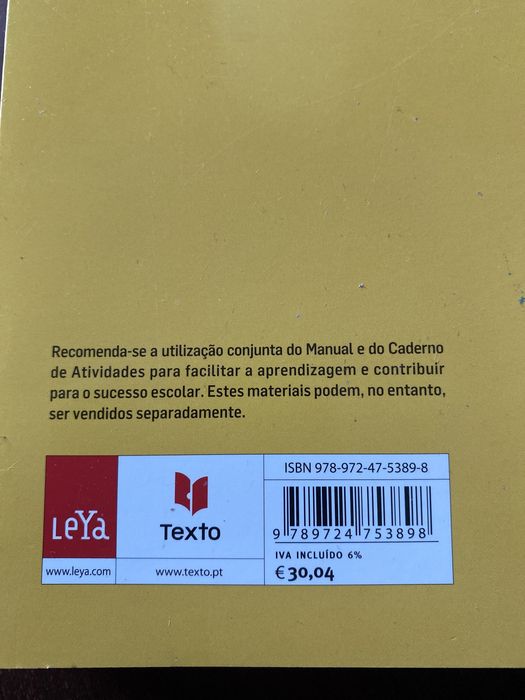 Recomenda-se a utilização conjunta do Manual e do Caderno
de Atividades para facilitar a aprendizagem e contribuir
para o sucesso escolar. Estes materiais podem, no entanto,
ser vendidos separadamente.
LeYa
www.leya.com
Texto
www.texto.pt
ISBN 978-972-47-5389-8
9 789724 753898
IVA INCLUÍDO 6%
€30,04